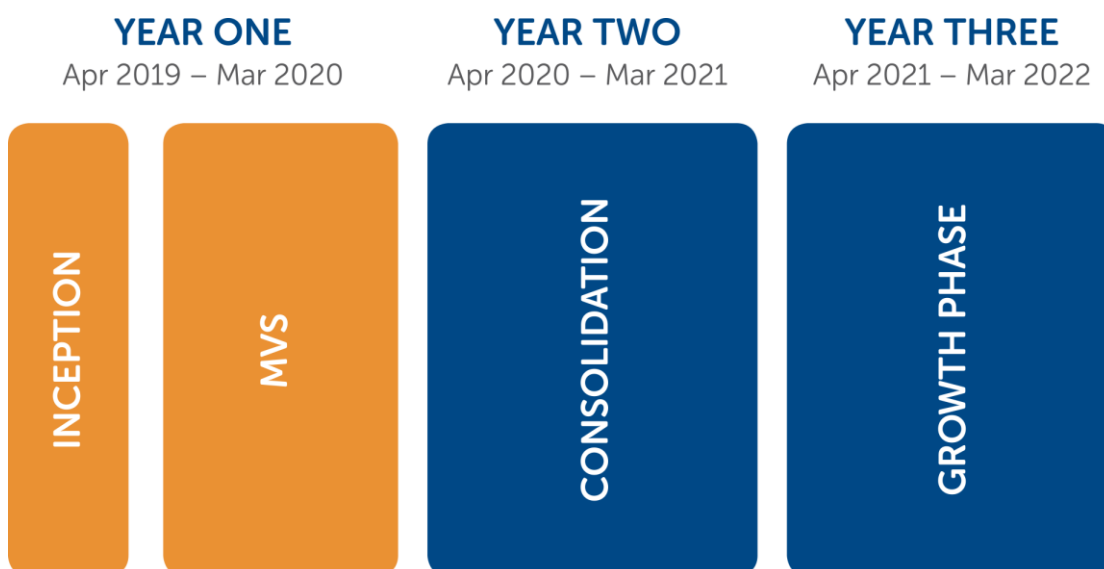 YEAR ONE
Apr 2019 – Mar 2020
YEAR TWO
Apr 2020 – Mar 2021
YEAR THREE
Apr 2021 – Mar 2022
INCEPTION
MVS
CONSOLIDATION
GROWTH PHASE